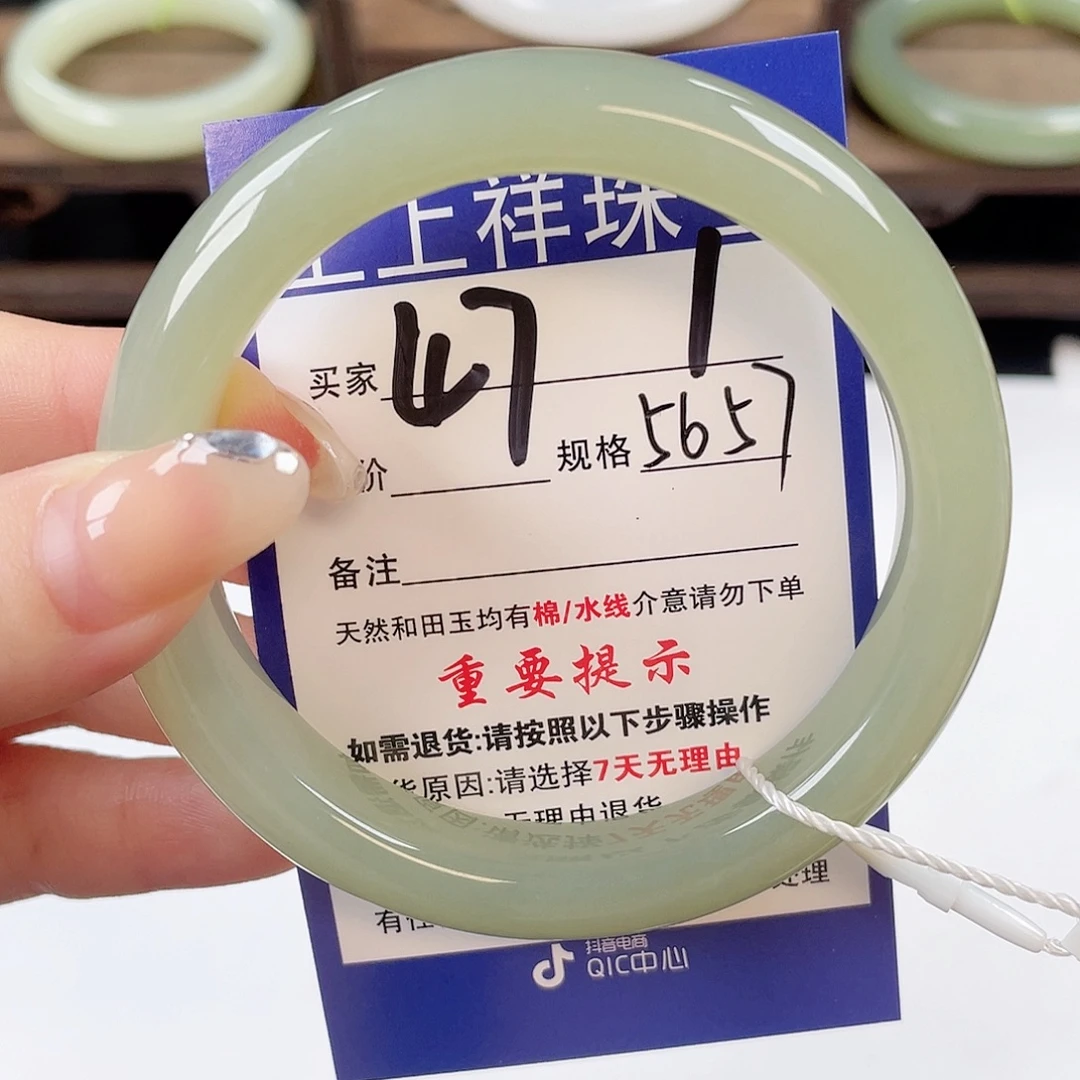 上祥珠
买家 47 1
价 规格 5657
备注
天然和田玉均有棉/水线介意请勿下单
重要提示
如需退货:请按照以下步骤操作
货原因:请选择7天无理由
无理由退货
处理
有任
抖音电商
QIC中心